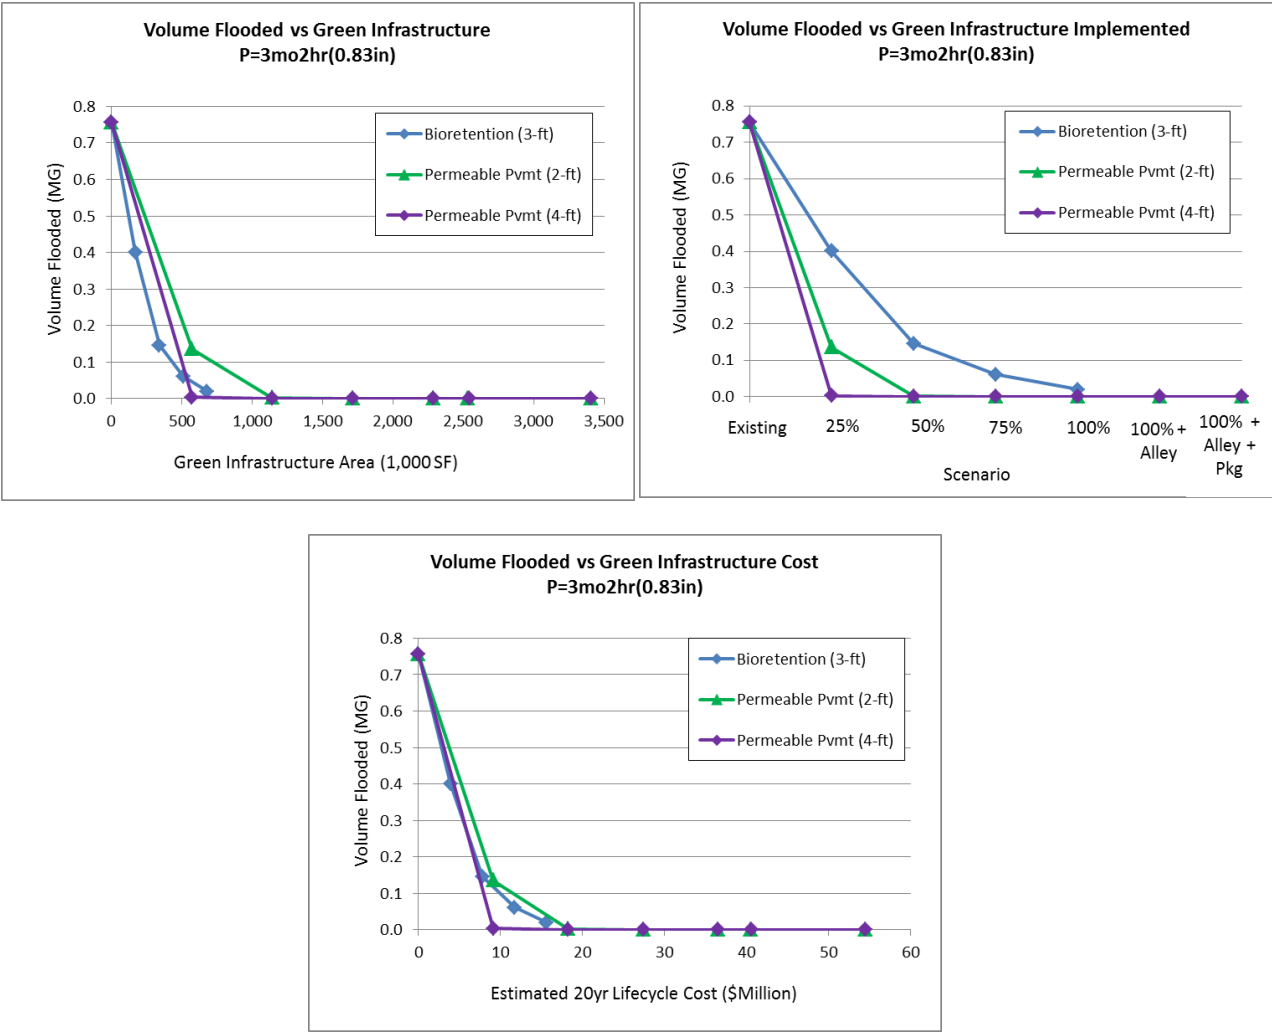 Volume Flooded vs Green Infrastructure
P=3mo2hr(0.83in)
0.8
0.7
0.6
0.5
0.4
0.3
0.2
0.1
0.0
Volume Flooded (MG)
Bioretention (3-ft)
Permeable Pvmt (2-ft)
Permeable Pvmt (4-ft)
0 500 1,000 1,500 2,000 2,500 3,000 3,500
Green Infrastructure Area (1,000 SF)
Volume Flooded vs Green Infrastructure Implemented
P=3mo2hr(0.83in)
0.8
0.7
0.6
0.5
0.4
0.3
0.2
0.1
0.0
Volume Flooded (MG)
Bioretention (3-ft)
Permeable Pvmt (2-ft)
Permeable Pvmt (4-ft)
Existing 25% 50% 75% 100%
100% +
Alley
100% +
Alley +
Pkg
Scenario
Volume Flooded vs Green Infrastructure Cost
P=3mo2hr(0.83in)
0.8
0.7
0.6
0.5
0.4
0.3
0.2
0.1
0.0
Volume Flooded (MG)
Bioretention (3-ft)
Permeable Pvmt (2-ft)
Permeable Pvmt (4-ft)
0 10 20 30 40 50 60
Estimated 20yr Lifecycle Cost ($Million)